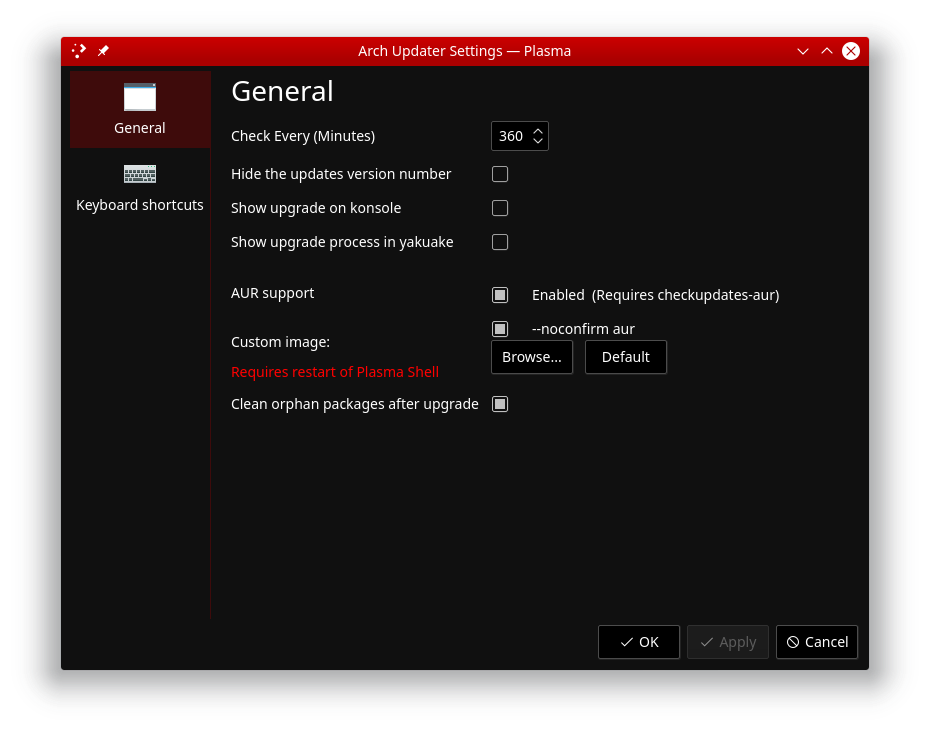 Arch Updater Settings — Plasma
General
Keyboard shortcuts
General
Check Every (Minutes) 360
Hide the updates version number
Show upgrade on konsole
Show upgrade process in yakuake
AUR support Enabled (Requires checkupdates-aur)
--noconfirm aur
Custom image: Browse... Default
Requires restart of Plasma Shell
Clean orphan packages after upgrade
OK Apply Cancel